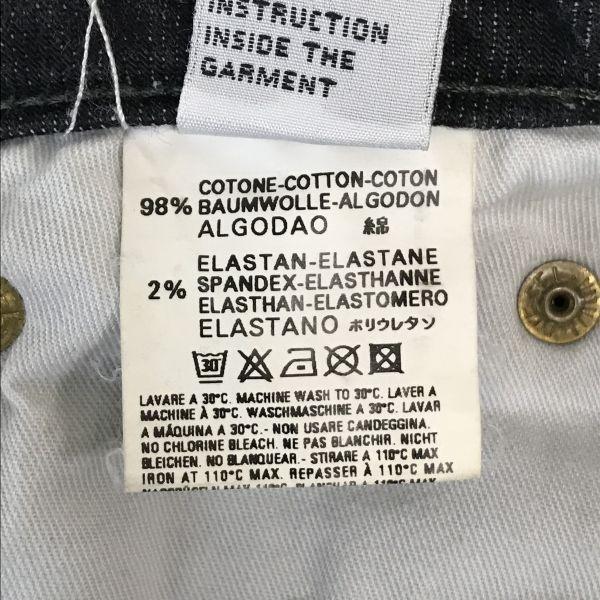 INSTRUCTION
INSIDE THE
GARMENT
98% COTONE-COTTON-COTON
BAUMWOLLE-ALGODON
ALGODAO 綿
2% ELASTAN-ELASTANE
SPANDEX-ELASTHANNE
ELASTHAN-ELASTOMERO
ELASTANO ポリウレタン
30°
LAVARE A 30°C. MACHINE WASH TO 30°C. LAVER A
MACHINE À 30°C. WASCHMASCHINE A 30°C. LAVAR
A MÁQUINA A 30°C.- NON USARE CANDEGGINA.
NO CHLORINE BLEACH. NE PAS BLANCHIR. NICHT
BLEICHEN. NO BLANQUEAR.- STIRARE A 110°C MAX
IRON AT 110°C MAX. REPASSER À 110°C MAX